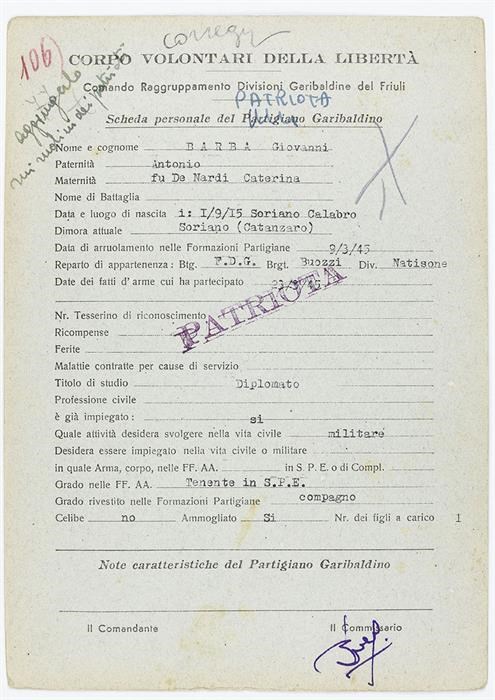 106
CORPO VOLONTARI DELLA LIBERTÀ
Comando Raggruppamento Divisioni Garibaldine del Friuli
PATRIOTA
Scheda personale del Partigiano Garibaldino
Nome e cognome BARBA Giovanni
Paternità Antonio
Maternità fu De Nardi Caterina
Nome di Battaglia
Data e luogo di nascita i: I/9/I5 Soriano Calabro
Dimora attuale Soriano (Catanzaro)
Data di arruolamento nelle Formazioni Partigiane 9/3/45
Reparto di appartenenza: Btg. F.D.G. Brgt. Buozzi Div. Natisone
Date dei fatti d'arme cui ha partecipato
PATRIOTA
Nr. Tesserino di riconoscimento
Ricompense
Ferite
Malattie contratte per cause di servizio
Titolo di studio Diplomato
Professione civile
è già impiegato: si
Quale attività desidera svolgere nella vita civile militare
Desidera essere impiegato nella vita civile o militare
in quale Arma, corpo, nelle FF. AA. in S. P. E. o di Compl.
Grado nelle FF. AA. Tenente in S.P.E.
Grado rivestito nelle Formazioni Partigiane compagno
Celibe no Ammogliato Si Nr. dei figli a carico 1
Note caratteristiche del Partigiano Garibaldino
Il Comandante Il Commissario